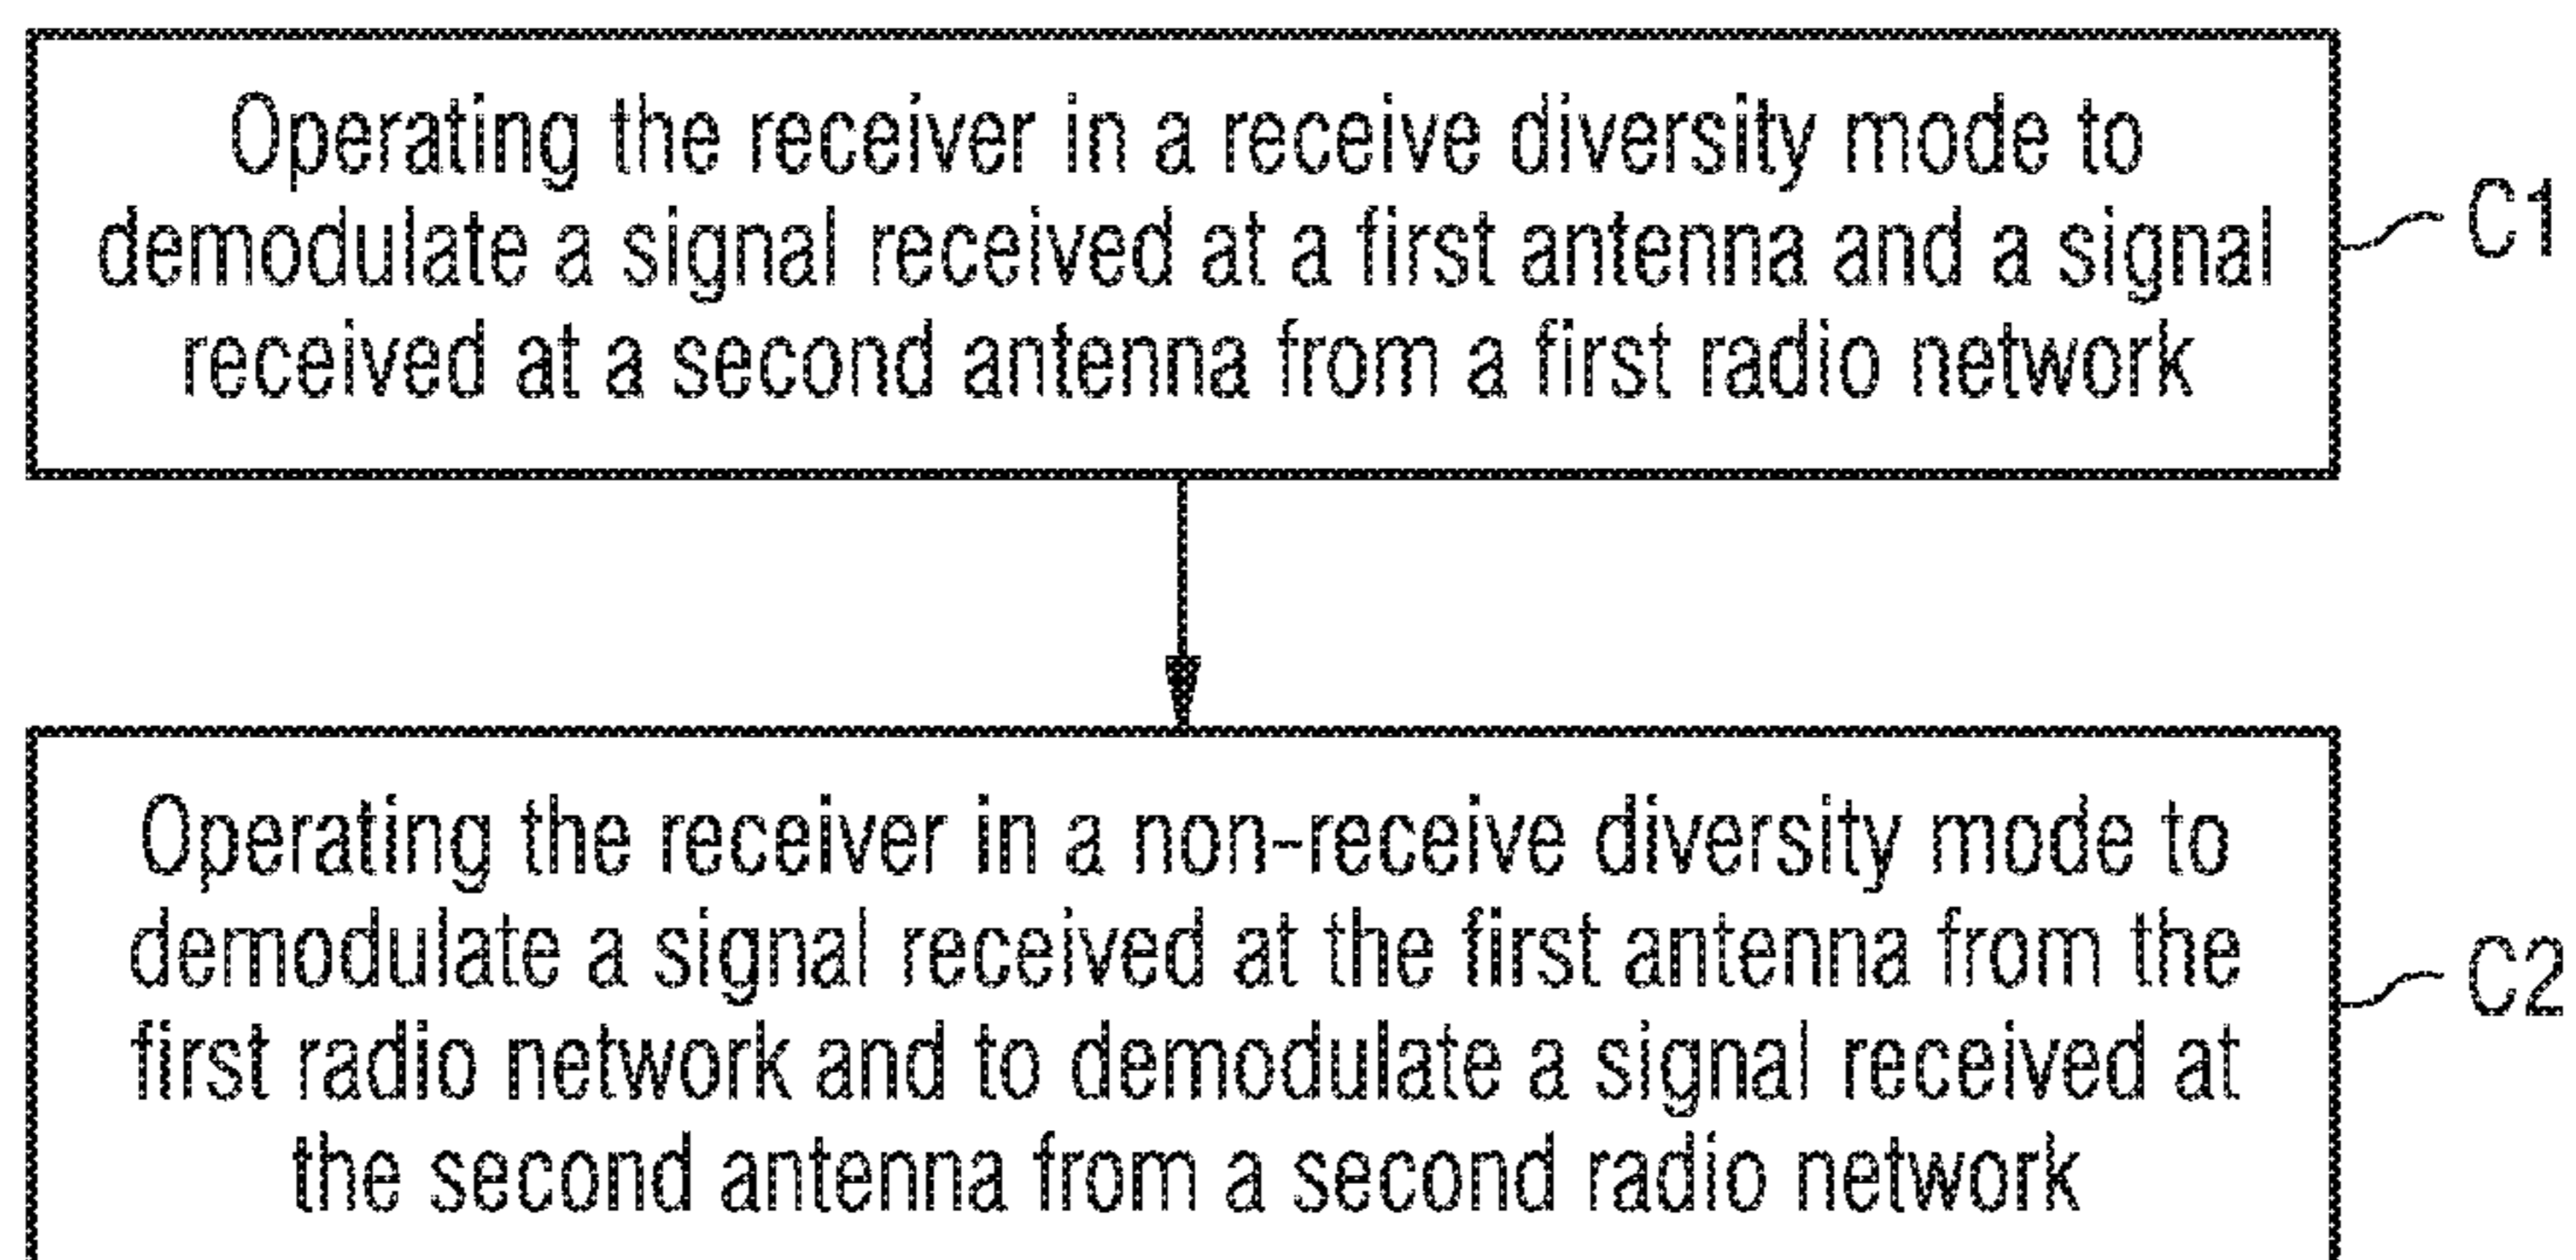 Operating the receiver in a receive diversity mode to
demodulate a signal received at a first antenna and a signal
received at a second antenna from a first radio network
C1
Operating the receiver in a non-receive diversity mode to
demodulate a signal received at the first antenna from the
first radio network and to demodulate a signal received at
the second antenna from a second radio network
C2